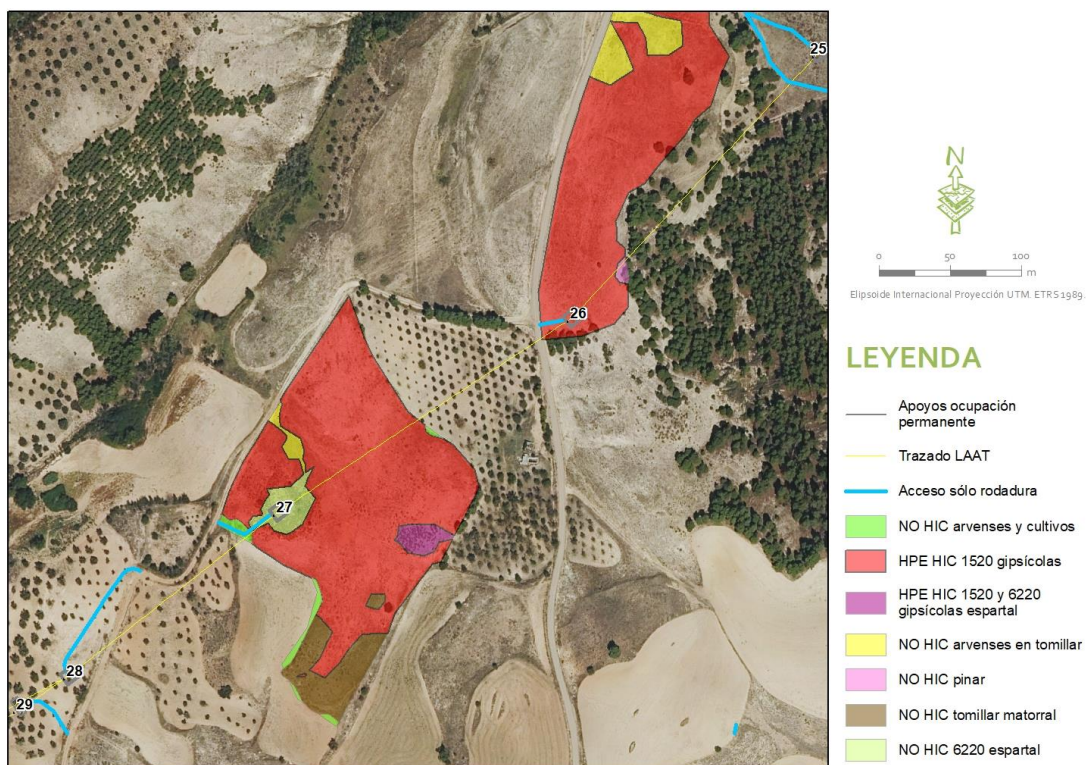 25
26
27
28
29
N
0 50 100
m
Elipsoide Internacional Proyección UTM. ETRS1989.
LEYENDA
Apoyos ocupación
permanente
Trazado LAAT
Acceso sólo rodadura
NO HIC arvenses y cultivos
HPE HIC 1520 gipsícolas
HPE HIC 1520 y 6220
gipsícolas espartal
NO HIC arvenses en tomillar
NO HIC pinar
NO HIC tomillar matorral
NO HIC 6220 espartal